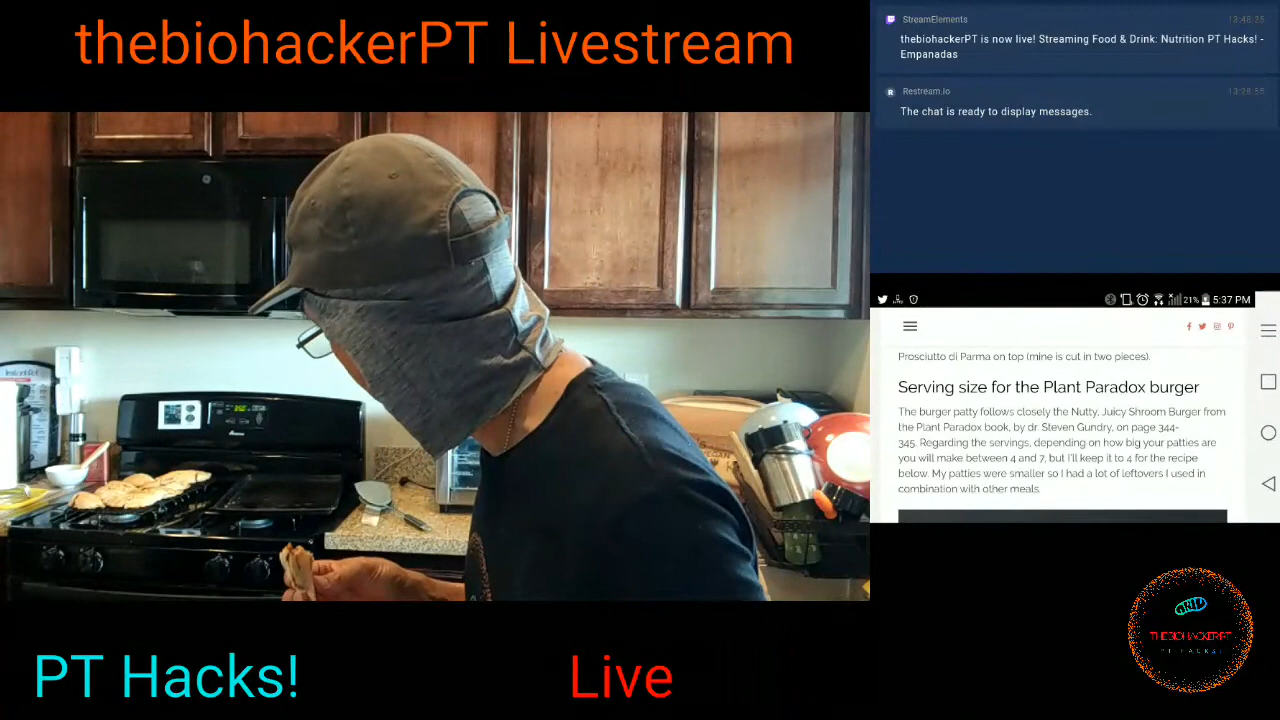 thebiohackerPT Livestream
StreamElements
13:48:25
thebiohackerPT is now live! Streaming Food & Drink: Nutrition PT Hacks! -
Empanadas
Restream.io
13:28:55
The chat is ready to display messages.
21% 5:37 PM
Prosciutto di Parma on top (mine is cut in two pieces).
Serving size for the Plant Paradox burger
The burger patty follows closely the Nutty, Juicy Shroom Burger from
the Plant Paradox book, by dr. Steven Gundry, on page 344-
345. Regarding the servings, depending on how big your patties are
you will make between 4 and 7, but I'll keep it to 4 for the recipe
below. My patties were smaller so I had a lot of leftovers I used in
combination with other meals.
THEBIOHACKERPT
PT HACKS!
PT Hacks!
Live